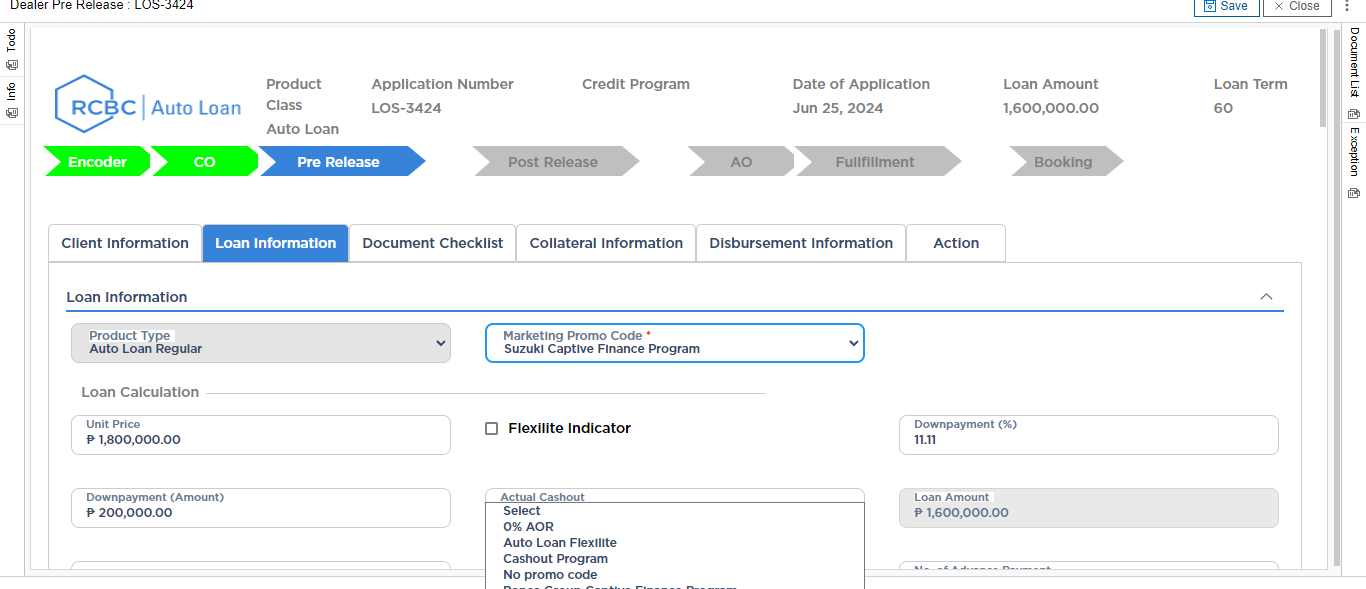 Dealer Pre Release : LOS-3424
Save
Close
Todo
Info
Document List
Exception
RCBC | Auto Loan
Product Class
Auto Loan
Application Number
LOS-3424
Credit Program
Date of Application
Jun 25, 2024
Loan Amount
1,600,000.00
Loan Term
60
Encoder
CO
Pre Release
Post Release
AO
Fullfillment
Booking
Client Information
Loan Information
Document Checklist
Collateral Information
Disbursement Information
Action
Loan Information
Product Type
Auto Loan Regular
Marketing Promo Code *
Suzuki Captive Finance Program
Loan Calculation
Unit Price
₱ 1,800,000.00
Flexilite Indicator
Downpayment (%)
11.11
Downpayment (Amount)
₱ 200,000.00
Actual Cashout
Loan Amount
₱ 1,600,000.00
Select
0% AOR
Auto Loan Flexilite
Cashout Program
No promo code
Group Captive Finance Program
No. of Advance Payment